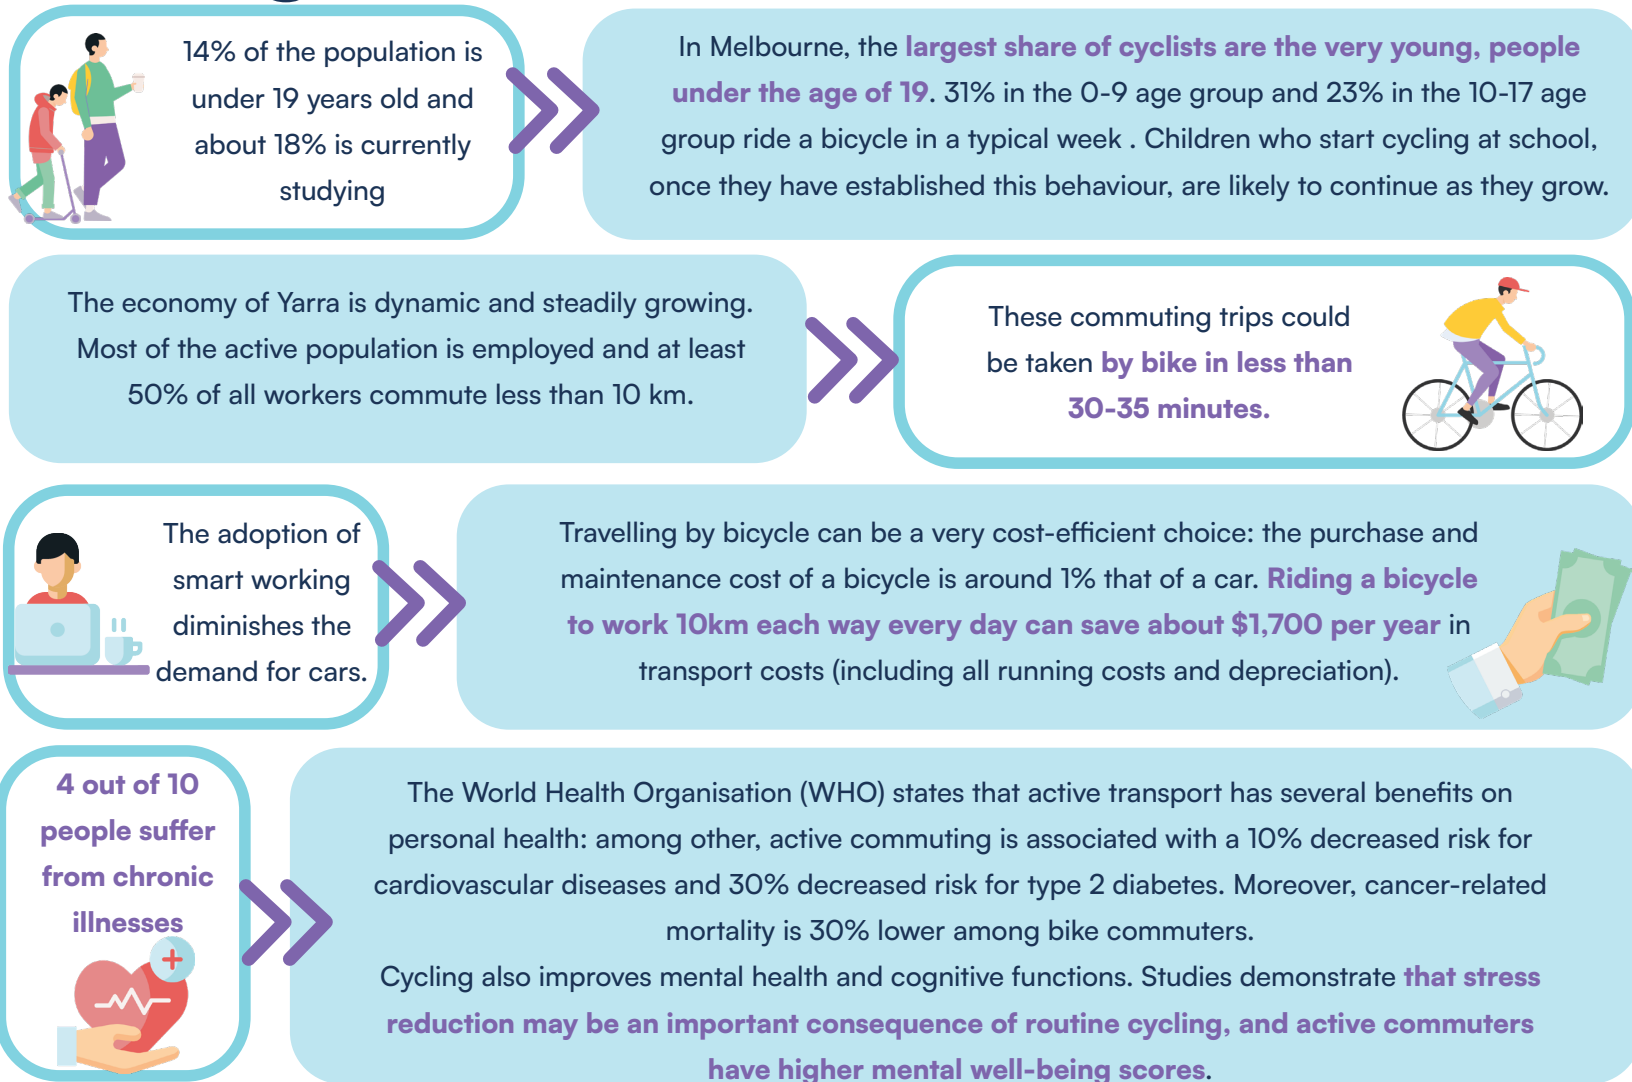 14% of the population is
under 19 years old and
about 18% is currently
studying
In Melbourne, the largest share of cyclists are the very young, people
under the age of 19. 31% in the 0-9 age group and 23% in the 10-17 age
group ride a bicycle in a typical week . Children who start cycling at school,
once they have established this behaviour, are likely to continue as they grow.
The economy of Yarra is dynamic and steadily growing.
Most of the active population is employed and at least
50% of all workers commute less than 10 km.
These commuting trips could
be taken by bike in less than
30-35 minutes.
The adoption of
smart working
diminishes the
demand for cars.
Travelling by bicycle can be a very cost-efficient choice: the purchase and
maintenance cost of a bicycle is around 1% that of a car. Riding a bicycle
to work 10km each way every day can save about $1,700 per year in
transport costs (including all running costs and depreciation).
4 out of 10
people suffer
from chronic
illnesses
The World Health Organisation (WHO) states that active transport has several benefits on
personal health: among other, active commuting is associated with a 10% decreased risk for
cardiovascular diseases and 30% decreased risk for type 2 diabetes. Moreover, cancer-related
mortality is 30% lower among bike commuters.
Cycling also improves mental health and cognitive functions. Studies demonstrate that stress
reduction may be an important consequence of routine cycling, and active commuters
have higher mental well-being scores.